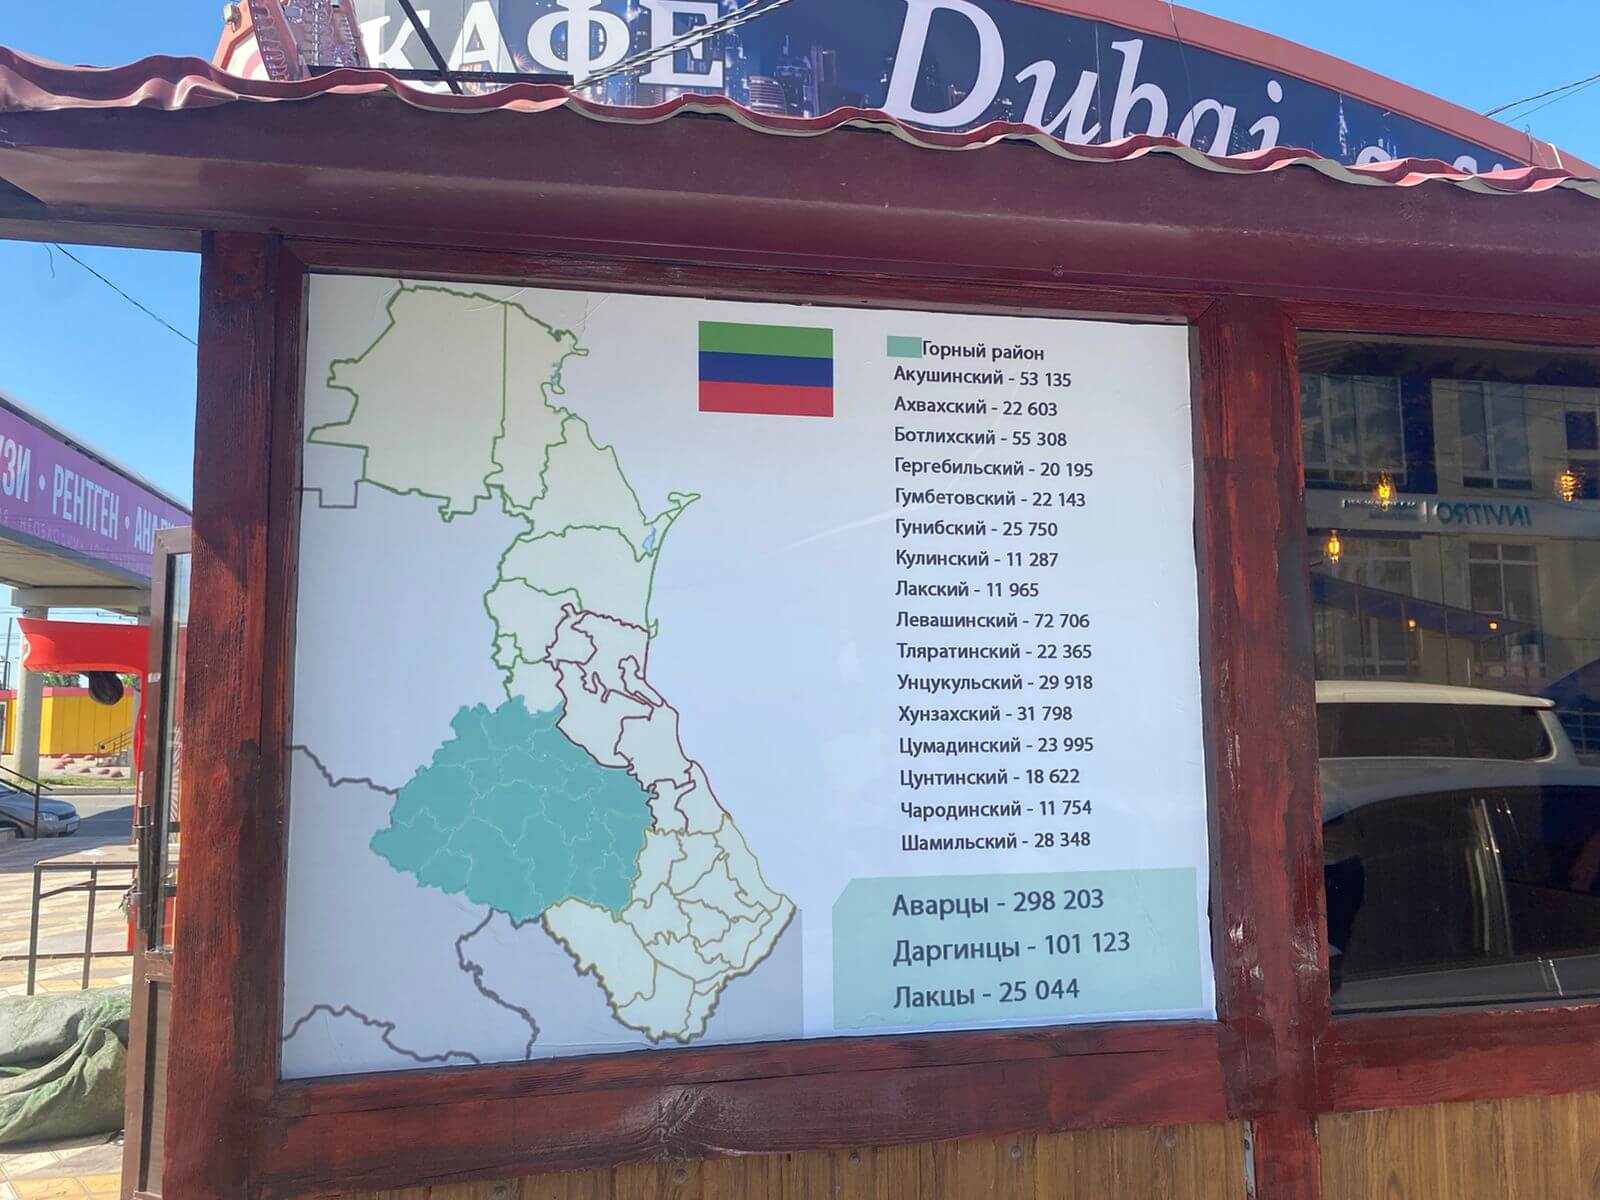 КАФЕ Dubai
УЗИ • РЕНТГЕН •
Горный район
Акушинский - 53 135
Ахвахский - 22 603
Ботлихский - 55 308
Гергебильский - 20 195
Гумбетовский - 22 143
Гунибский - 25 750
Кулинский - 11 287
Лакский - 11 965
Левашинский - 72 706
Тляратинский - 22 365
Унцукульский - 29 918
Хунзахский - 31 798
Цумадинский - 23 995
Цунтинский - 18 622
Чародинский - 11 754
Шамильский - 28 348
Аварцы - 298 203
Даргинцы - 101 123
Лакцы - 25 044
INVITRO